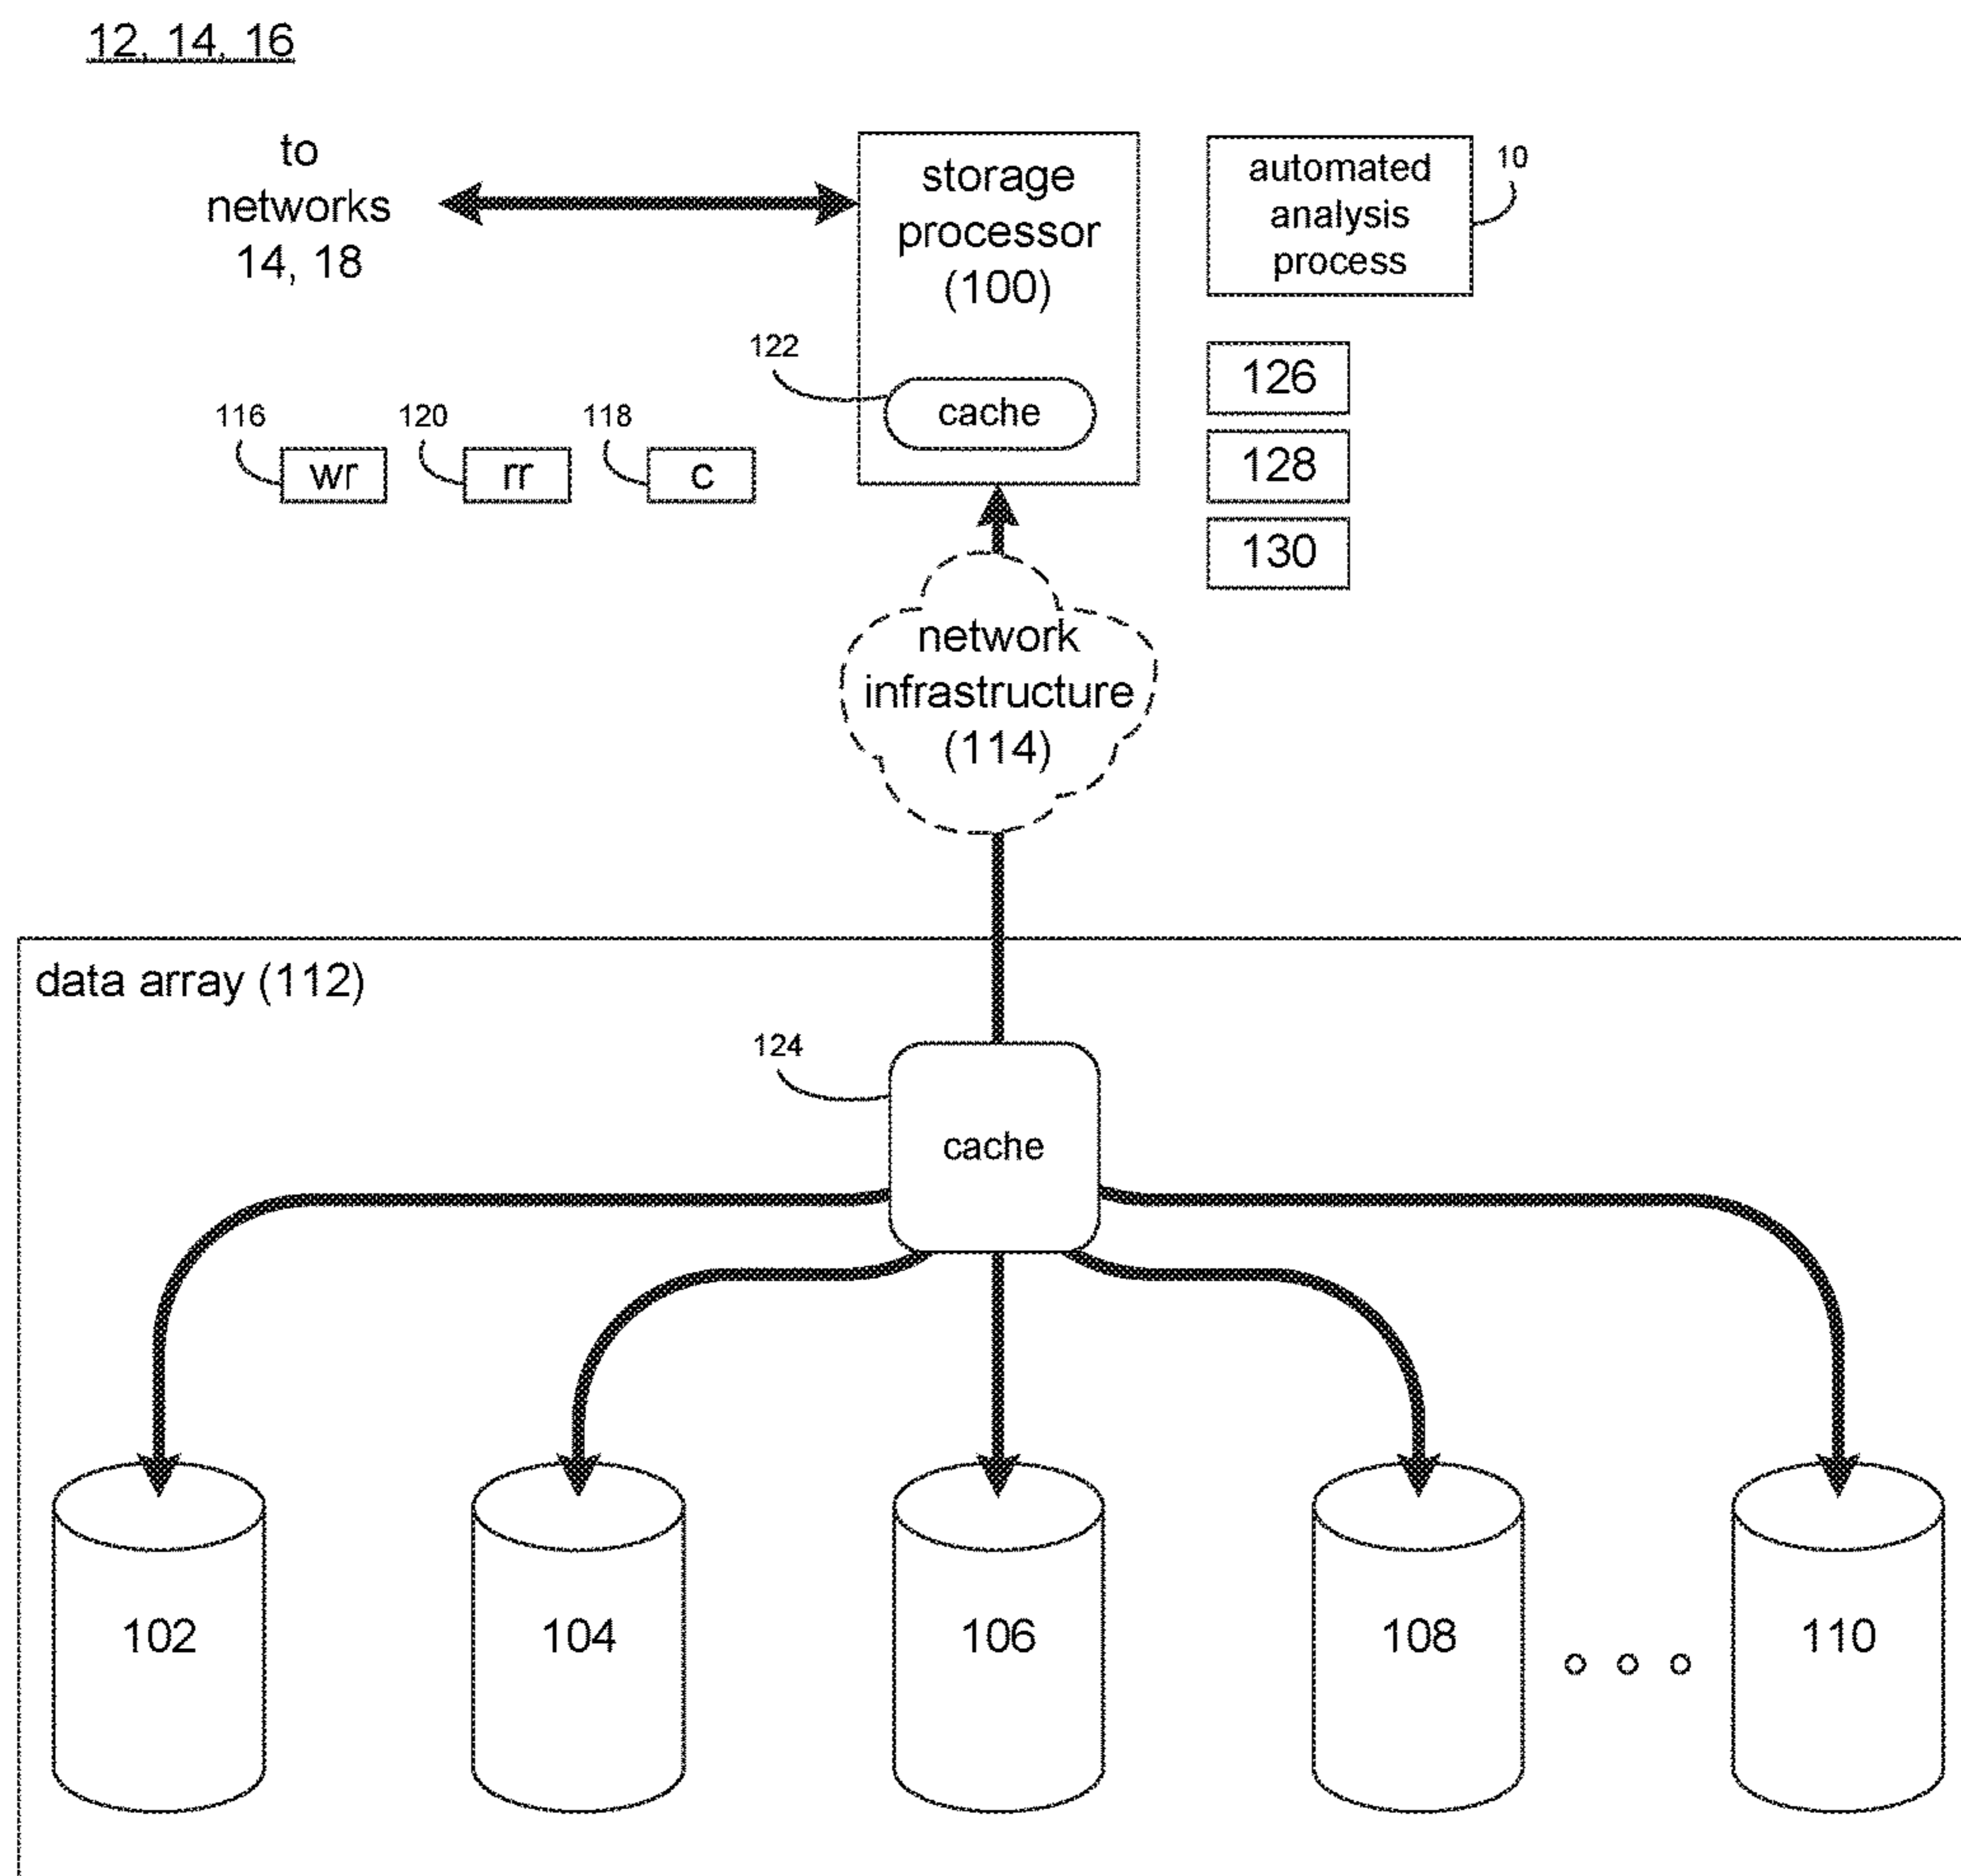 12, 14, 16
to
networks
14, 18
storage
processor
(100)
automated
analysis
process
10
122
cache
126
128
130
116
wr
120
rr
118
c
network
infrastructure
(114)
data array (112)
124
cache
102
104
106
108
110